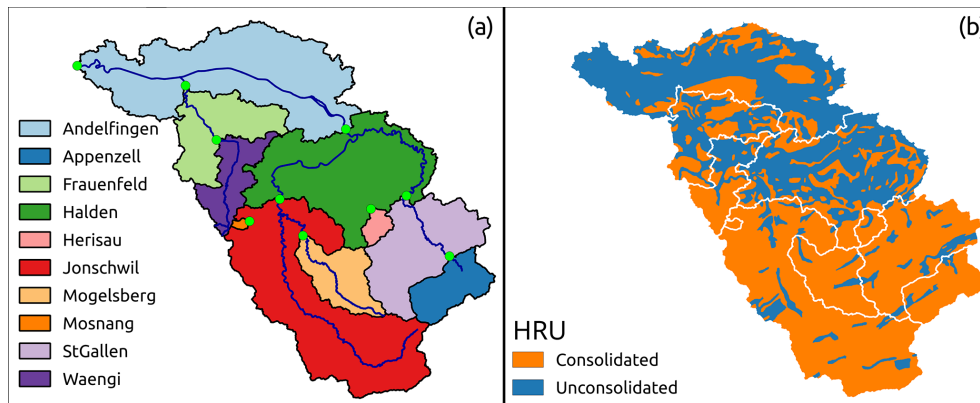 (a)
Andelfingen
Appenzell
Frauenfeld
Halden
Herisau
Jonschwil
Mogelsberg
Mosnang
StGallen
Waengi
(b)
HRU
Consolidated
Unconsolidated